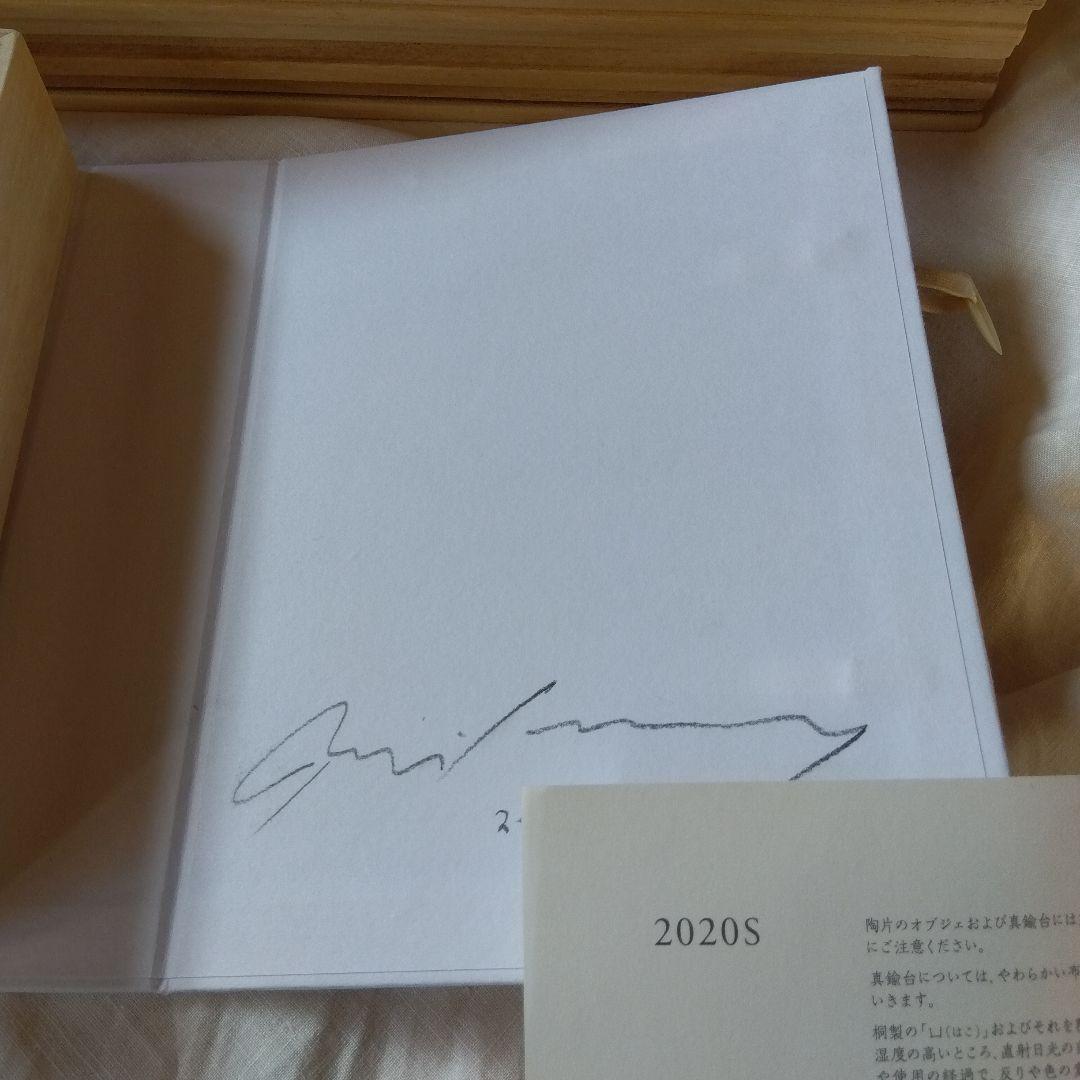 2020S
陶片のオブジェおよび真鍮台には
にご注意ください。
真鍮台については、やわらかい布
いきます。
桐製の「凵(はこ)」およびそれを
湿度の高いところ、直射日光の
や使用の経過で、反りや色の